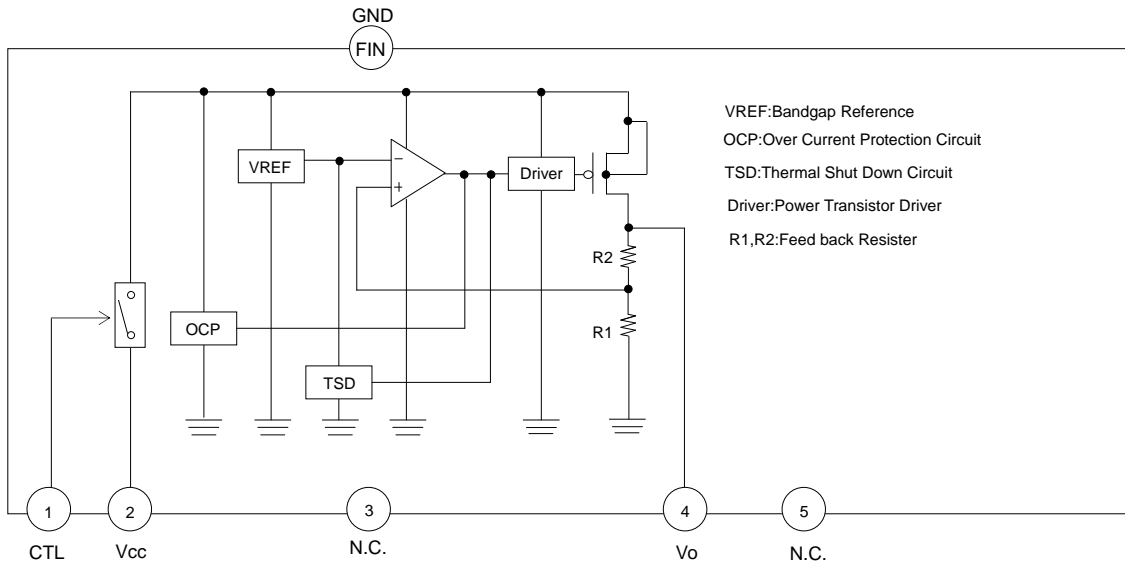 GND
FIN
VREF:Bandgap Reference
OCP:Over Current Protection Circuit
TSD:Thermal Shut Down Circuit
Driver:Power Transistor Driver
R1,R2:Feed back Resister
VREF
−
+
Driver
R2
R1
OCP
TSD
1
2
3
4
5
CTL
Vcc
N.C.
Vo
N.C.